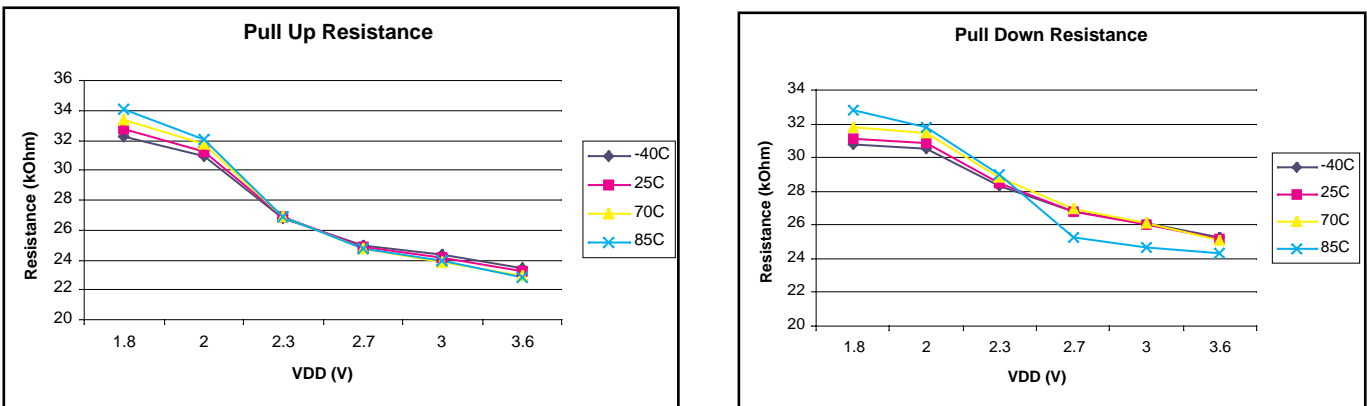 Pull Up Resistance
36
34
32
30
28
26
24
22
20
Resistance (kOhm)
1.8 2 2.3 2.7 3 3.6
VDD (V)
-40C
25C
70C
85C
Pull Down Resistance
34
32
30
28
26
24
22
20
Resistance (kOhm)
1.8 2 2.3 2.7 3 3.6
VDD (V)
-40C
25C
70C
85C